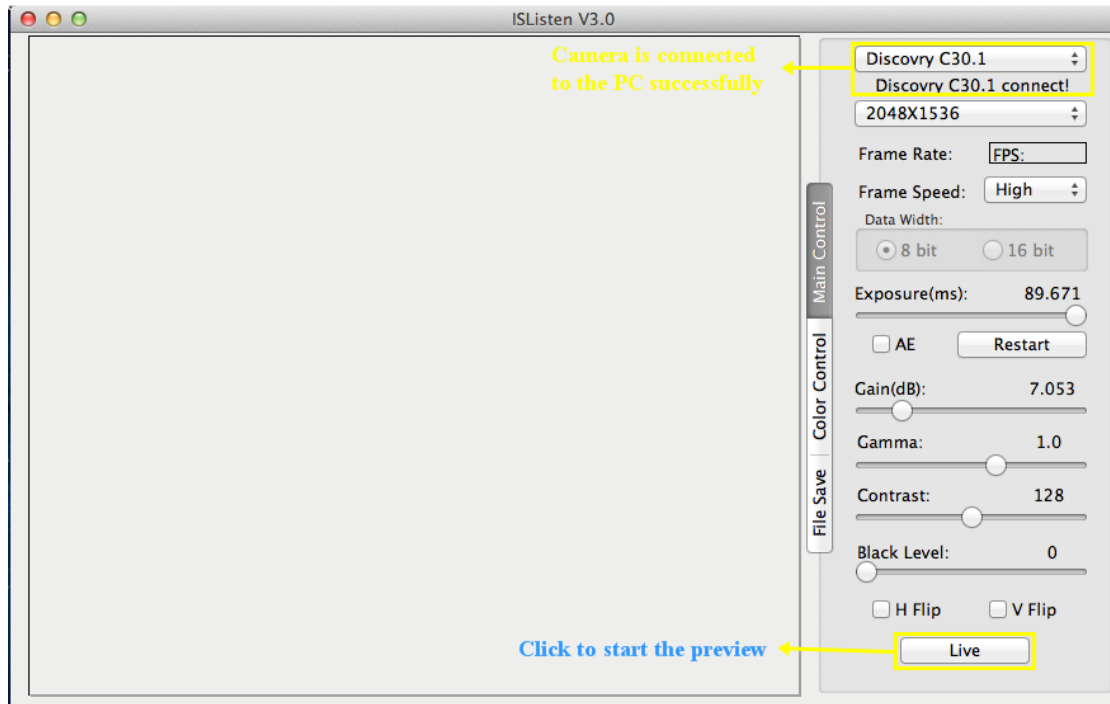 ISListen V3.0
Camera is connected
to the PC successfully
Discovry C30.1
Discovry C30.1 connect!
2048X1536
Frame Rate: FPS:
Frame Speed: High
Data Width:
8 bit 16 bit
Exposure(ms): 89.671
AE Restart
Gain(dB): 7.053
Gamma: 1.0
Contrast: 128
Black Level: 0
H Flip V Flip
Live
Click to start the preview
Main Control
Color Control
File Save